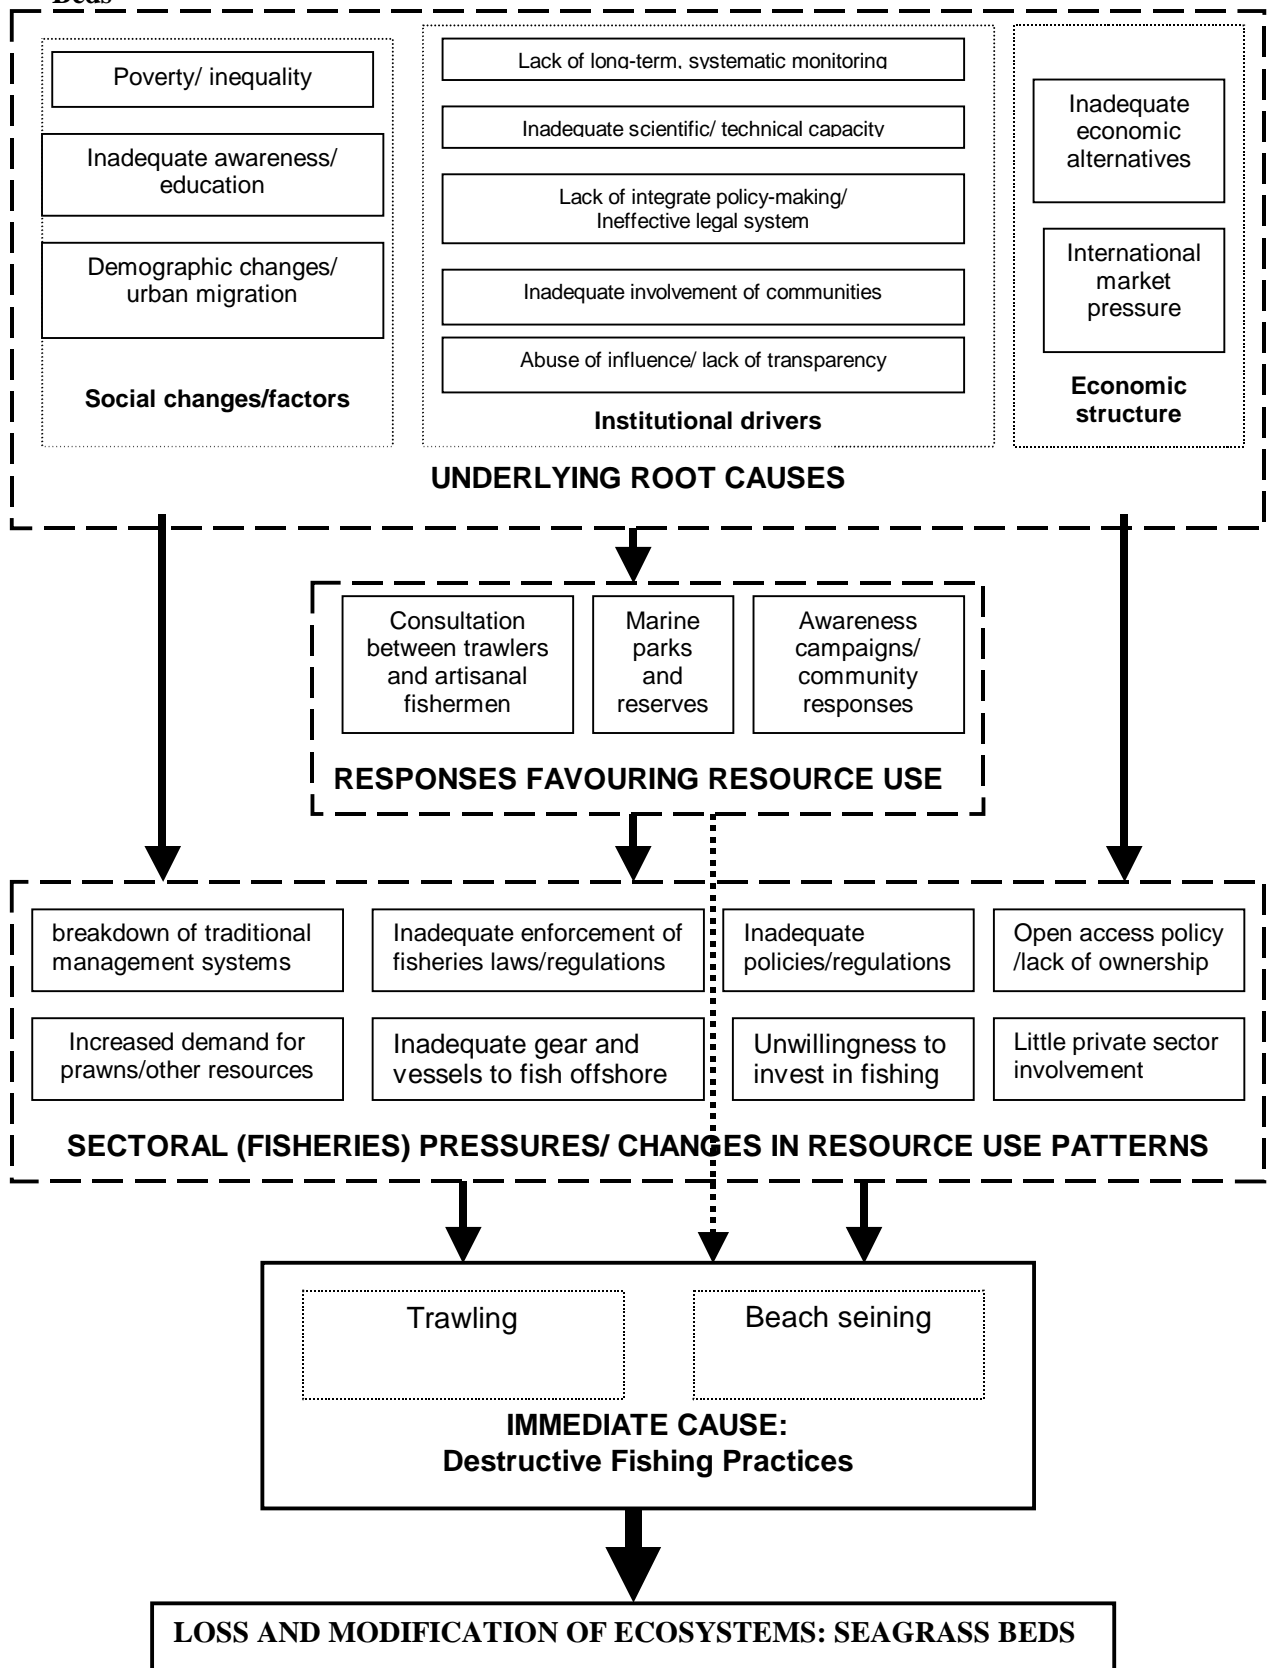 Beds
Poverty/ inequality
Inadequate awareness/
education
Demographic changes/
urban migration
Social changes/factors
Lack of long-term, systematic monitoring
Inadequate scientific/ technical capacity
Lack of integrate policy-making/
Ineffective legal system
Inadequate involvement of communities
Abuse of influence/ lack of transparency
Institutional drivers
Inadequate
economic
alternatives
International
market
pressure
Economic
structure
UNDERLYING ROOT CAUSES
Consultation
between trawlers
and artisanal
fishermen
Marine
parks
and
reserves
Awareness
campaigns/
community
responses
RESPONSES FAVOURING RESOURCE USE
breakdown of traditional
management systems
Inadequate enforcement of
fisheries laws/regulations
Inadequate
policies/regulations
Open access policy
/lack of ownership
Increased demand for
prawns/other resources
Inadequate gear and
vessels to fish offshore
Unwillingness to
invest in fishing
Little private sector
involvement
SECTORAL (FISHERIES) PRESSURES/ CHANGES IN RESOURCE USE PATTERNS
Trawling
Beach seining
IMMEDIATE CAUSE:
Destructive Fishing Practices
LOSS AND MODIFICATION OF ECOSYSTEMS: SEAGRASS BEDS